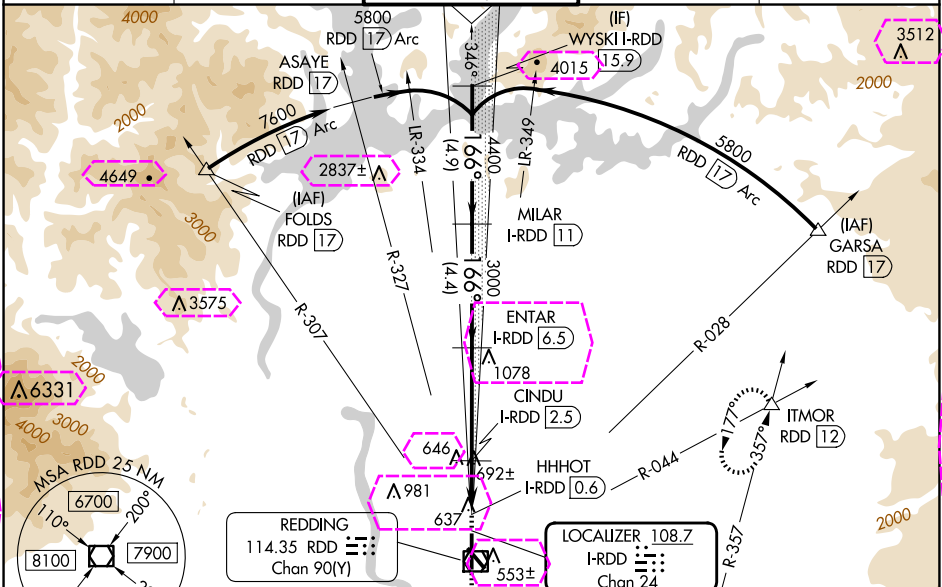 4000
5800
RDD 17 Arc
(IF)
WYSKI I-RDD
15.9
3512
ASAYE
RDD 17
346°
4015
2000
2000
7600
RDD 17 Arc
LR-334
166°
(4.9)
4400
LR-349
5800
RDD 17 Arc
4649
2837±
(IAF)
FOLDS
RDD 17
3000
MILAR
I-RDD 11
(IAF)
GARSA
RDD 17
R-327
166°
(4.4)
3000
3575
R-307
ENTAR
I-RDD 6.5
1078
R-028
2000
6331
3000
4000
CINDU
I-RDD 2.5
177°
357°
ITMOR
RDD 12
646
692±
HHHOT
I-RDD 0.6
R-044
MSA RDD 25 NM
6700
110°
200°
8100
7900
981
637
2000
REDDING
114.35 RDD
Chan 90(Y)
LOCALIZER 108.7
I-RDD
Chan 24
553±
R-357